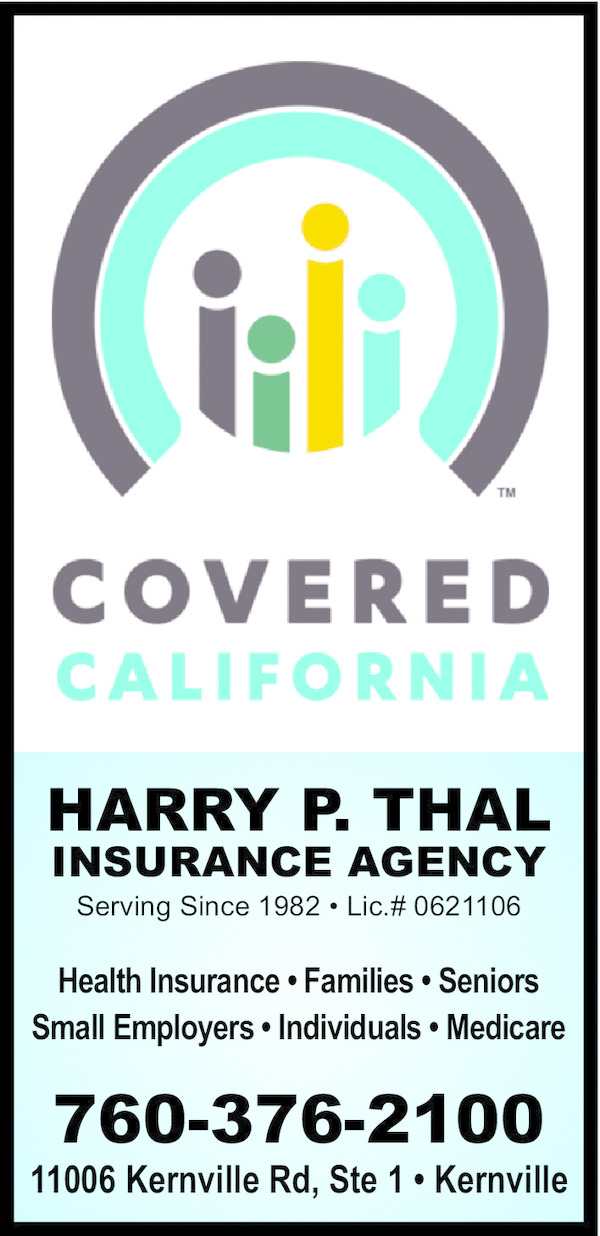 TM
COVERED
CALIFORNIA
HARRY P. THAL
INSURANCE AGENCY
Serving Since 1982 • Lic.# 0621106
Health Insurance • Families • Seniors
Small Employers • Individuals • Medicare
760-376-2100
11006 Kernville Rd, Ste 1 • Kernville